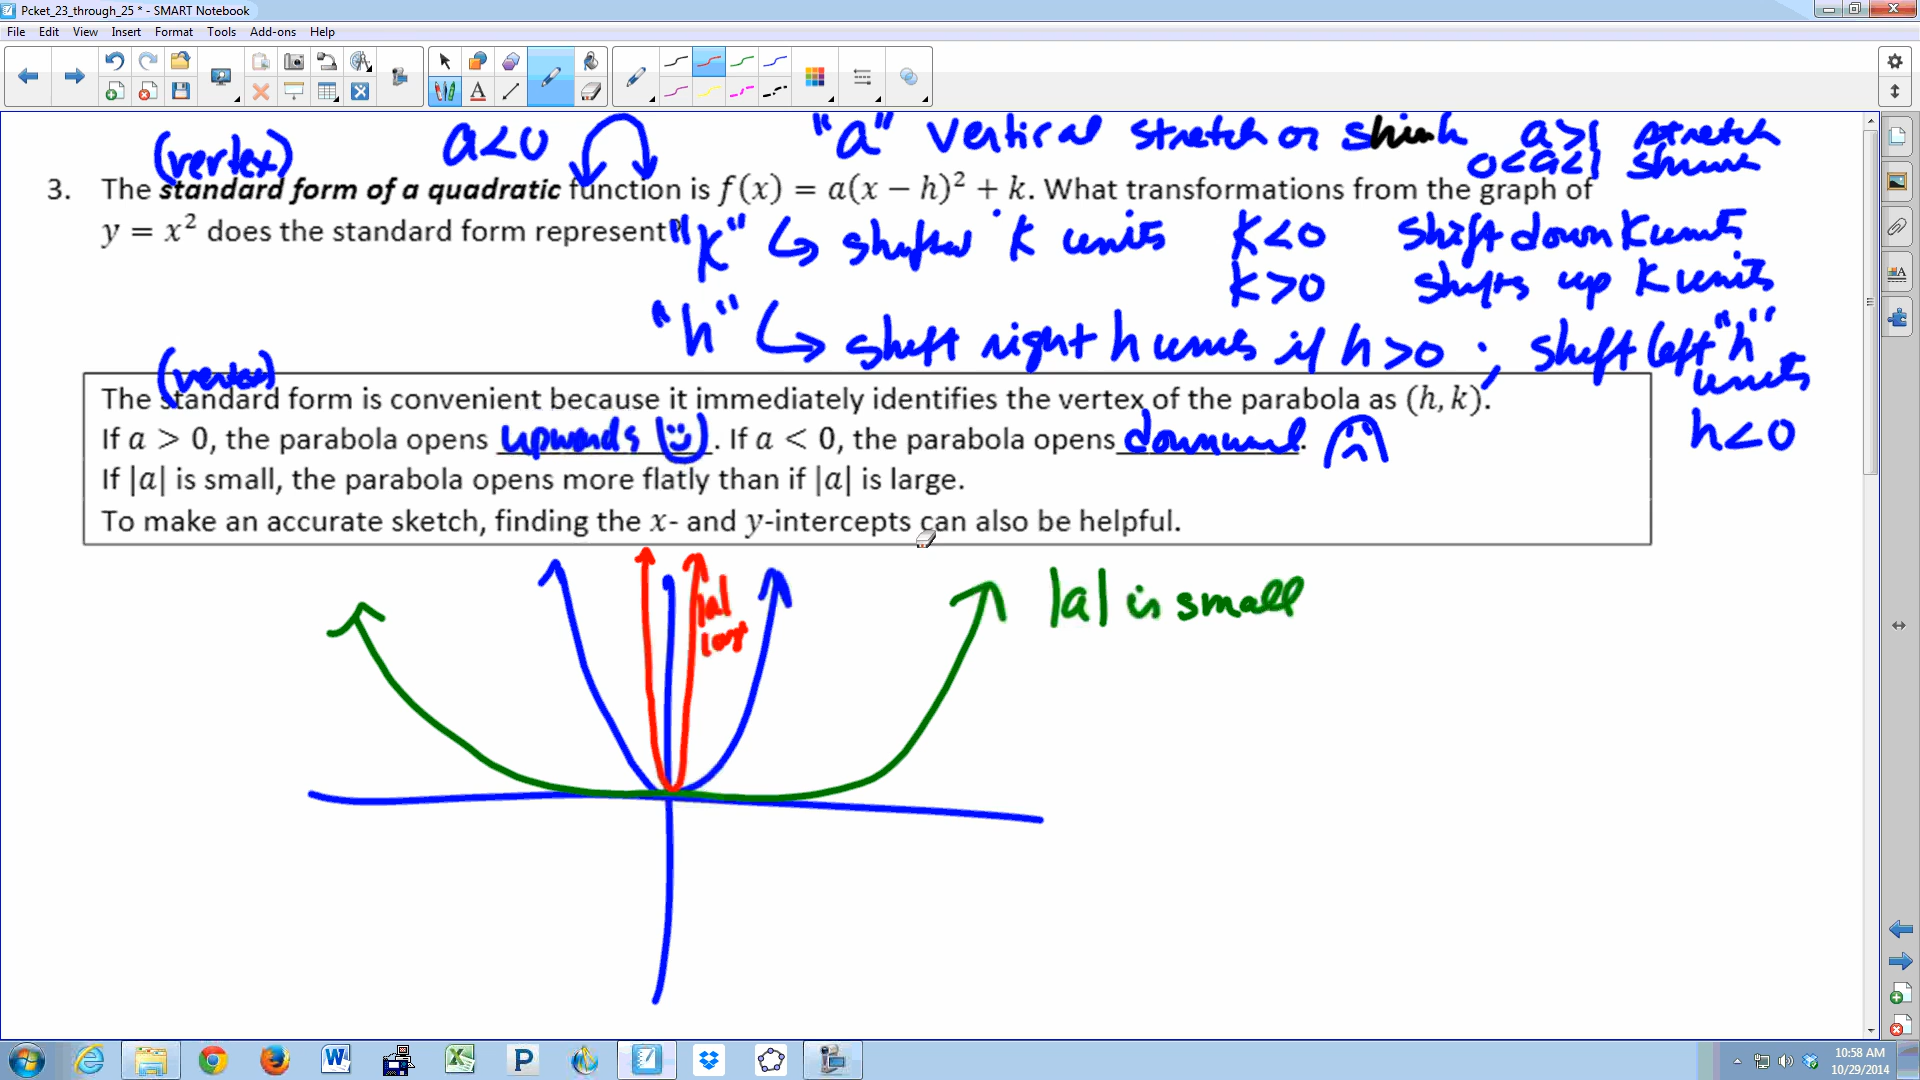 Pcket_23_through_25 * - SMART Notebook
File Edit View Insert Format Tools Add-ons Help
(vertex) a<0 "a" vertical stretch or shink a>1 stretch
0<a<1 shrink
3. The standard form of a quadratic function is f(x) = a(x − h)² + k. What transformations from the graph of
y = x² does the standard form represent?
"k" ↪ shifted k units k<0 shift down k units
k>0 shifts up k units
"h" ↪ shift right h units if h>0 ; shift left "h"
units
h<0
(vertex)
The standard form is convenient because it immediately identifies the vertex of the parabola as (h, k).
If a > 0, the parabola opens upwards. If a < 0, the parabola opens downward.
If |a| is small, the parabola opens more flatly than if |a| is large.
To make an accurate sketch, finding the x- and y-intercepts can also be helpful.
|a| is small
|a|
large
10:58 AM
10/29/2014